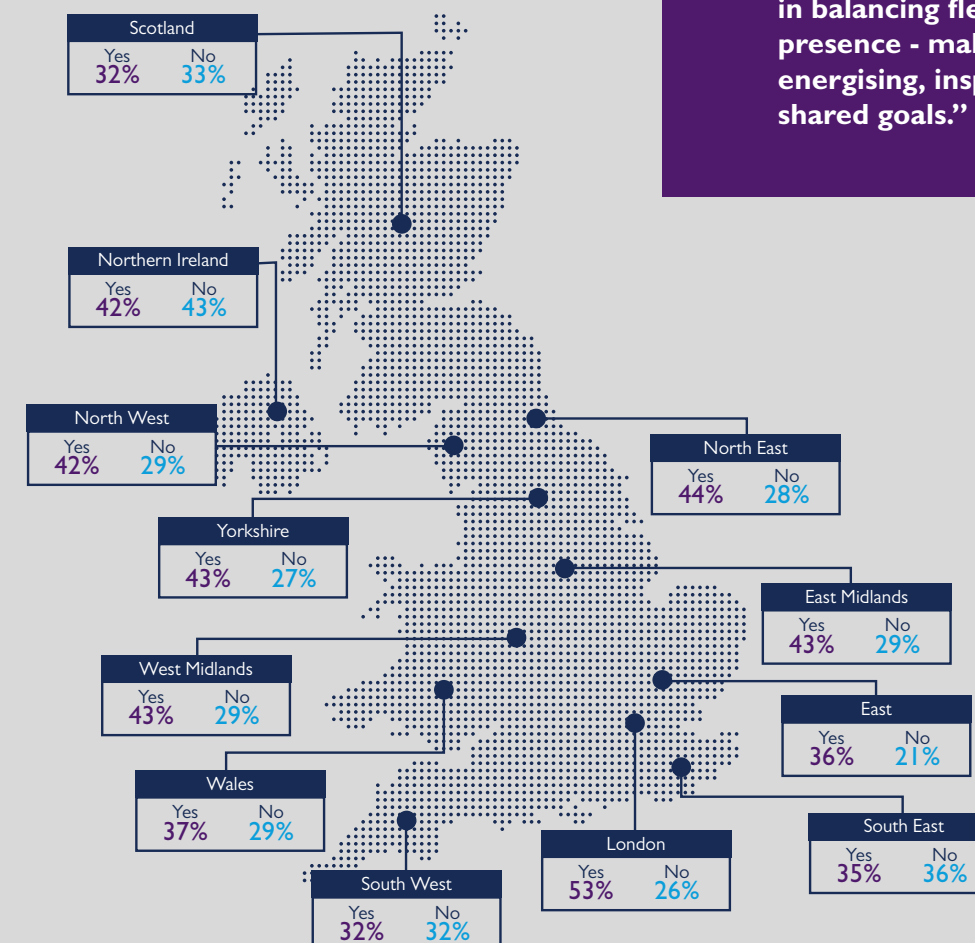 in balancing
presence -
energising,
shared goals.”
Scotland
Yes No
32% 33%
Northern Ireland
Yes No
42% 43%
North West
Yes No
42% 29%
North East
Yes No
44% 28%
Yorkshire
Yes No
43% 27%
East Midlands
Yes No
43% 29%
West Midlands
Yes No
43% 29%
East
Yes No
36% 21%
Wales
Yes No
37% 29%
South East
Yes No
35% 36%
London
Yes No
53% 26%
South West
Yes No
32% 32%